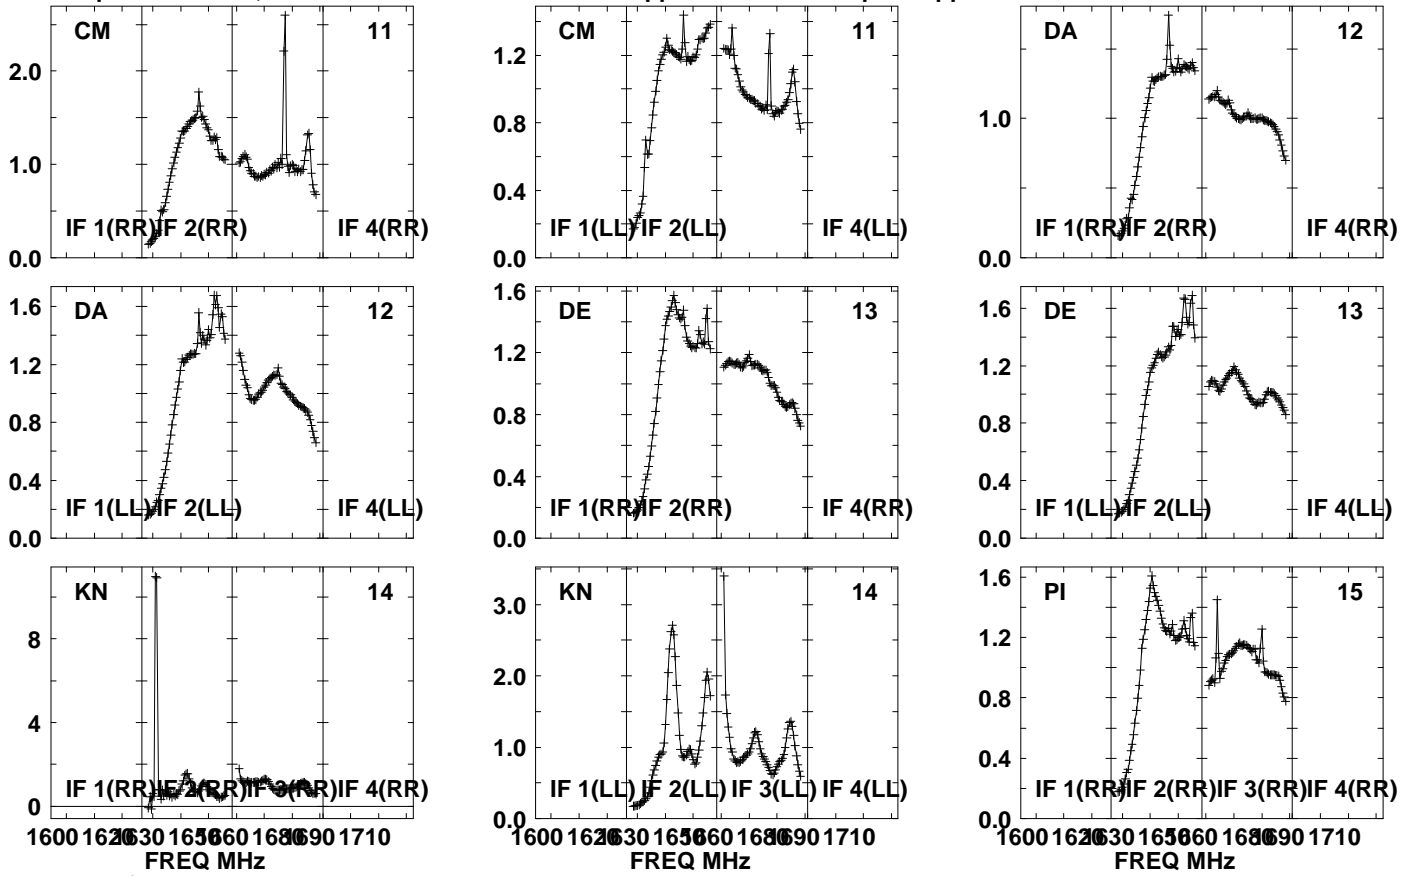 CM 11 CM 11 DA 12
2.0
1.0
0.0
IF 1(RR) IF 2(RR) IF 4(RR)
1.2
0.8
0.4
0.0
IF 1(LL) IF 2(LL) IF 4(LL)
1.0
0.0
IF 1(RR) IF 2(RR) IF 4(RR)
DA 12 DE 13 DE 13
1.6
1.2
0.8
0.4
0.0
IF 1(LL) IF 2(LL) IF 4(LL)
1.6
1.2
0.8
0.4
0.0
IF 1(RR) IF 2(RR) IF 4(RR)
1.6
1.2
0.8
0.4
0.0
IF 1(LL) IF 2(LL) IF 4(LL)
KN 14 KN 14 PI 15
8
4
0
IF 1(RR) IF 2(RR) IF 3(RR) IF 4(RR)
3.0
2.0
1.0
0.0
IF 1(LL) IF 2(LL) IF 3(LL) IF 4(LL)
1.6
1.2
0.8
0.4
0.0
IF 1(RR) IF 2(RR) IF 3(RR) IF 4(RR)
1600 1620 1630 1650 1660 1680 1690 1710
FREQ MHz
1600 1620 1630 1650 1660 1680 1690 1710
FREQ MHz
1600 1620 1630 1650 1660 1680 1690 1710
FREQ MHz